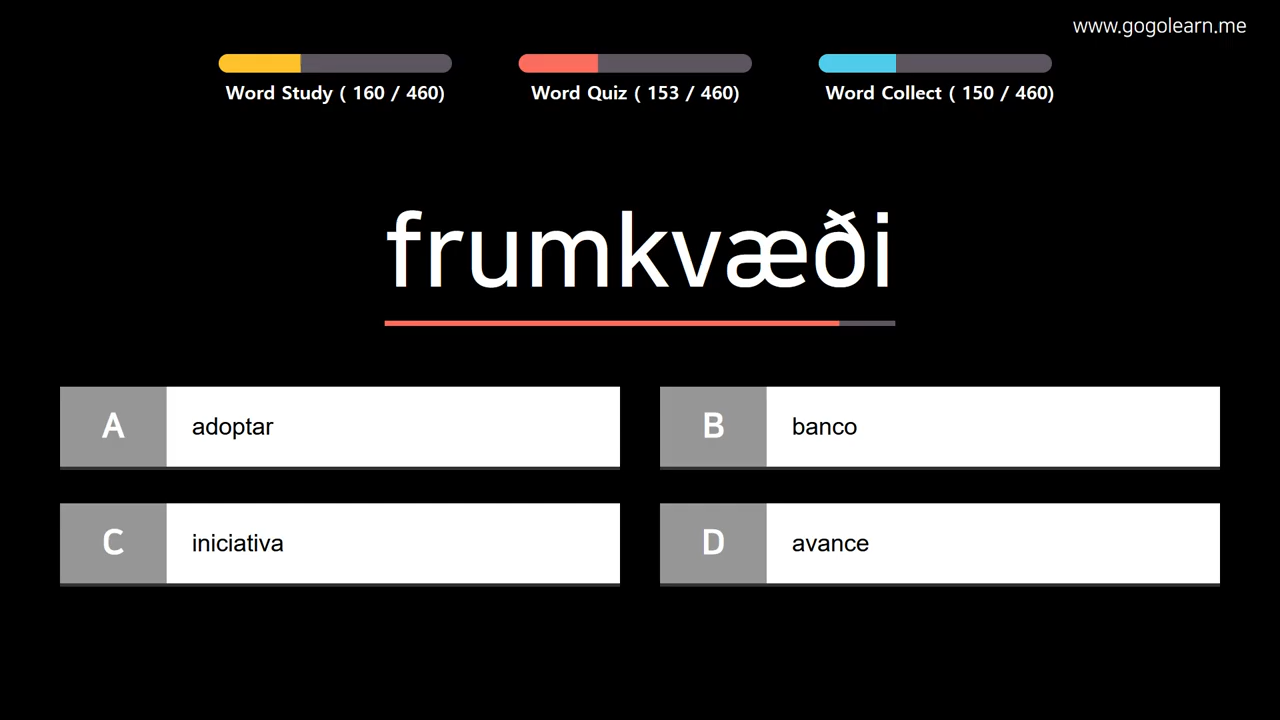 www.gogolearn.me
Word Study ( 160 / 460)
Word Quiz ( 153 / 460)
Word Collect ( 150 / 460)
frumkvæði
A adoptar
B banco
C iniciativa
D avance